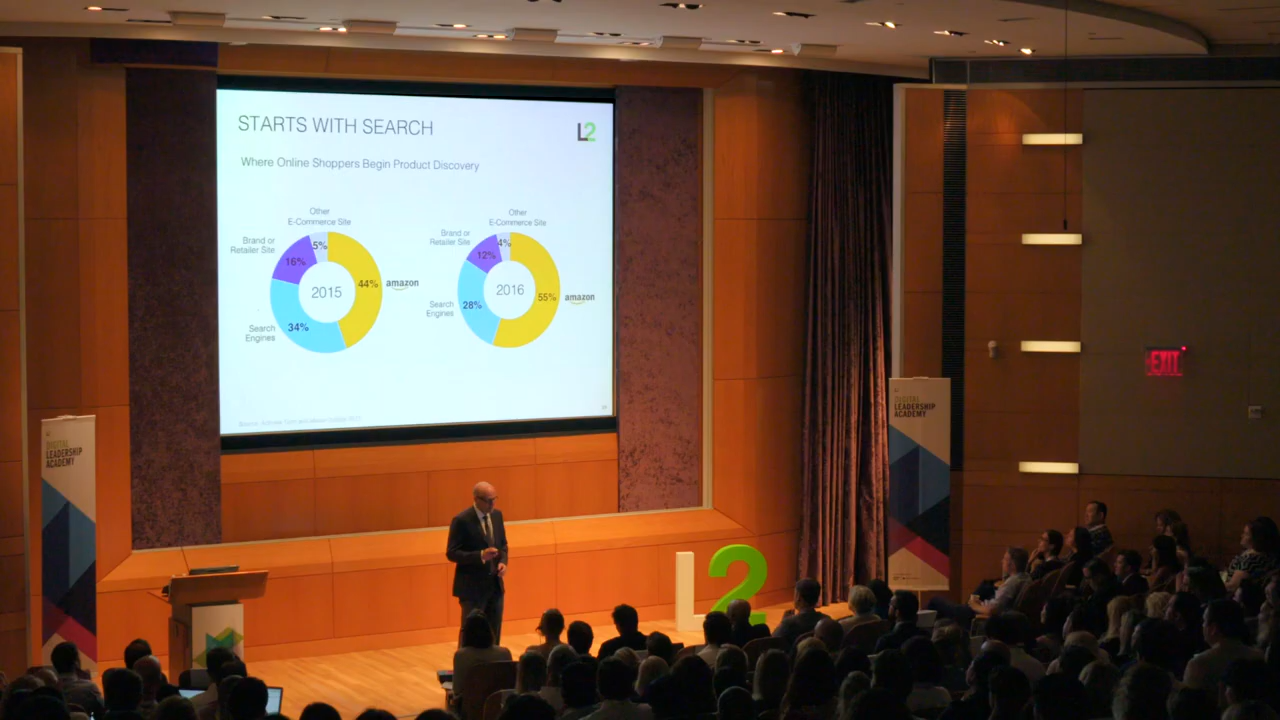 STARTS WITH SEARCH
L2
Where Online Shoppers Begin Product Discovery
Other
E-Commerce Site
Brand or
Retailer Site
5%
16%
44%
amazon
2015
34%
Search
Engines
Other
E-Commerce Site
Brand or
Retailer Site
4%
12%
2016
55%
amazon
28%
Search
Engines
DIGITAL
LEADERSHIP
ACADEMY
DIGITAL
LEADERSHIP
ACADEMY
EXIT
L2